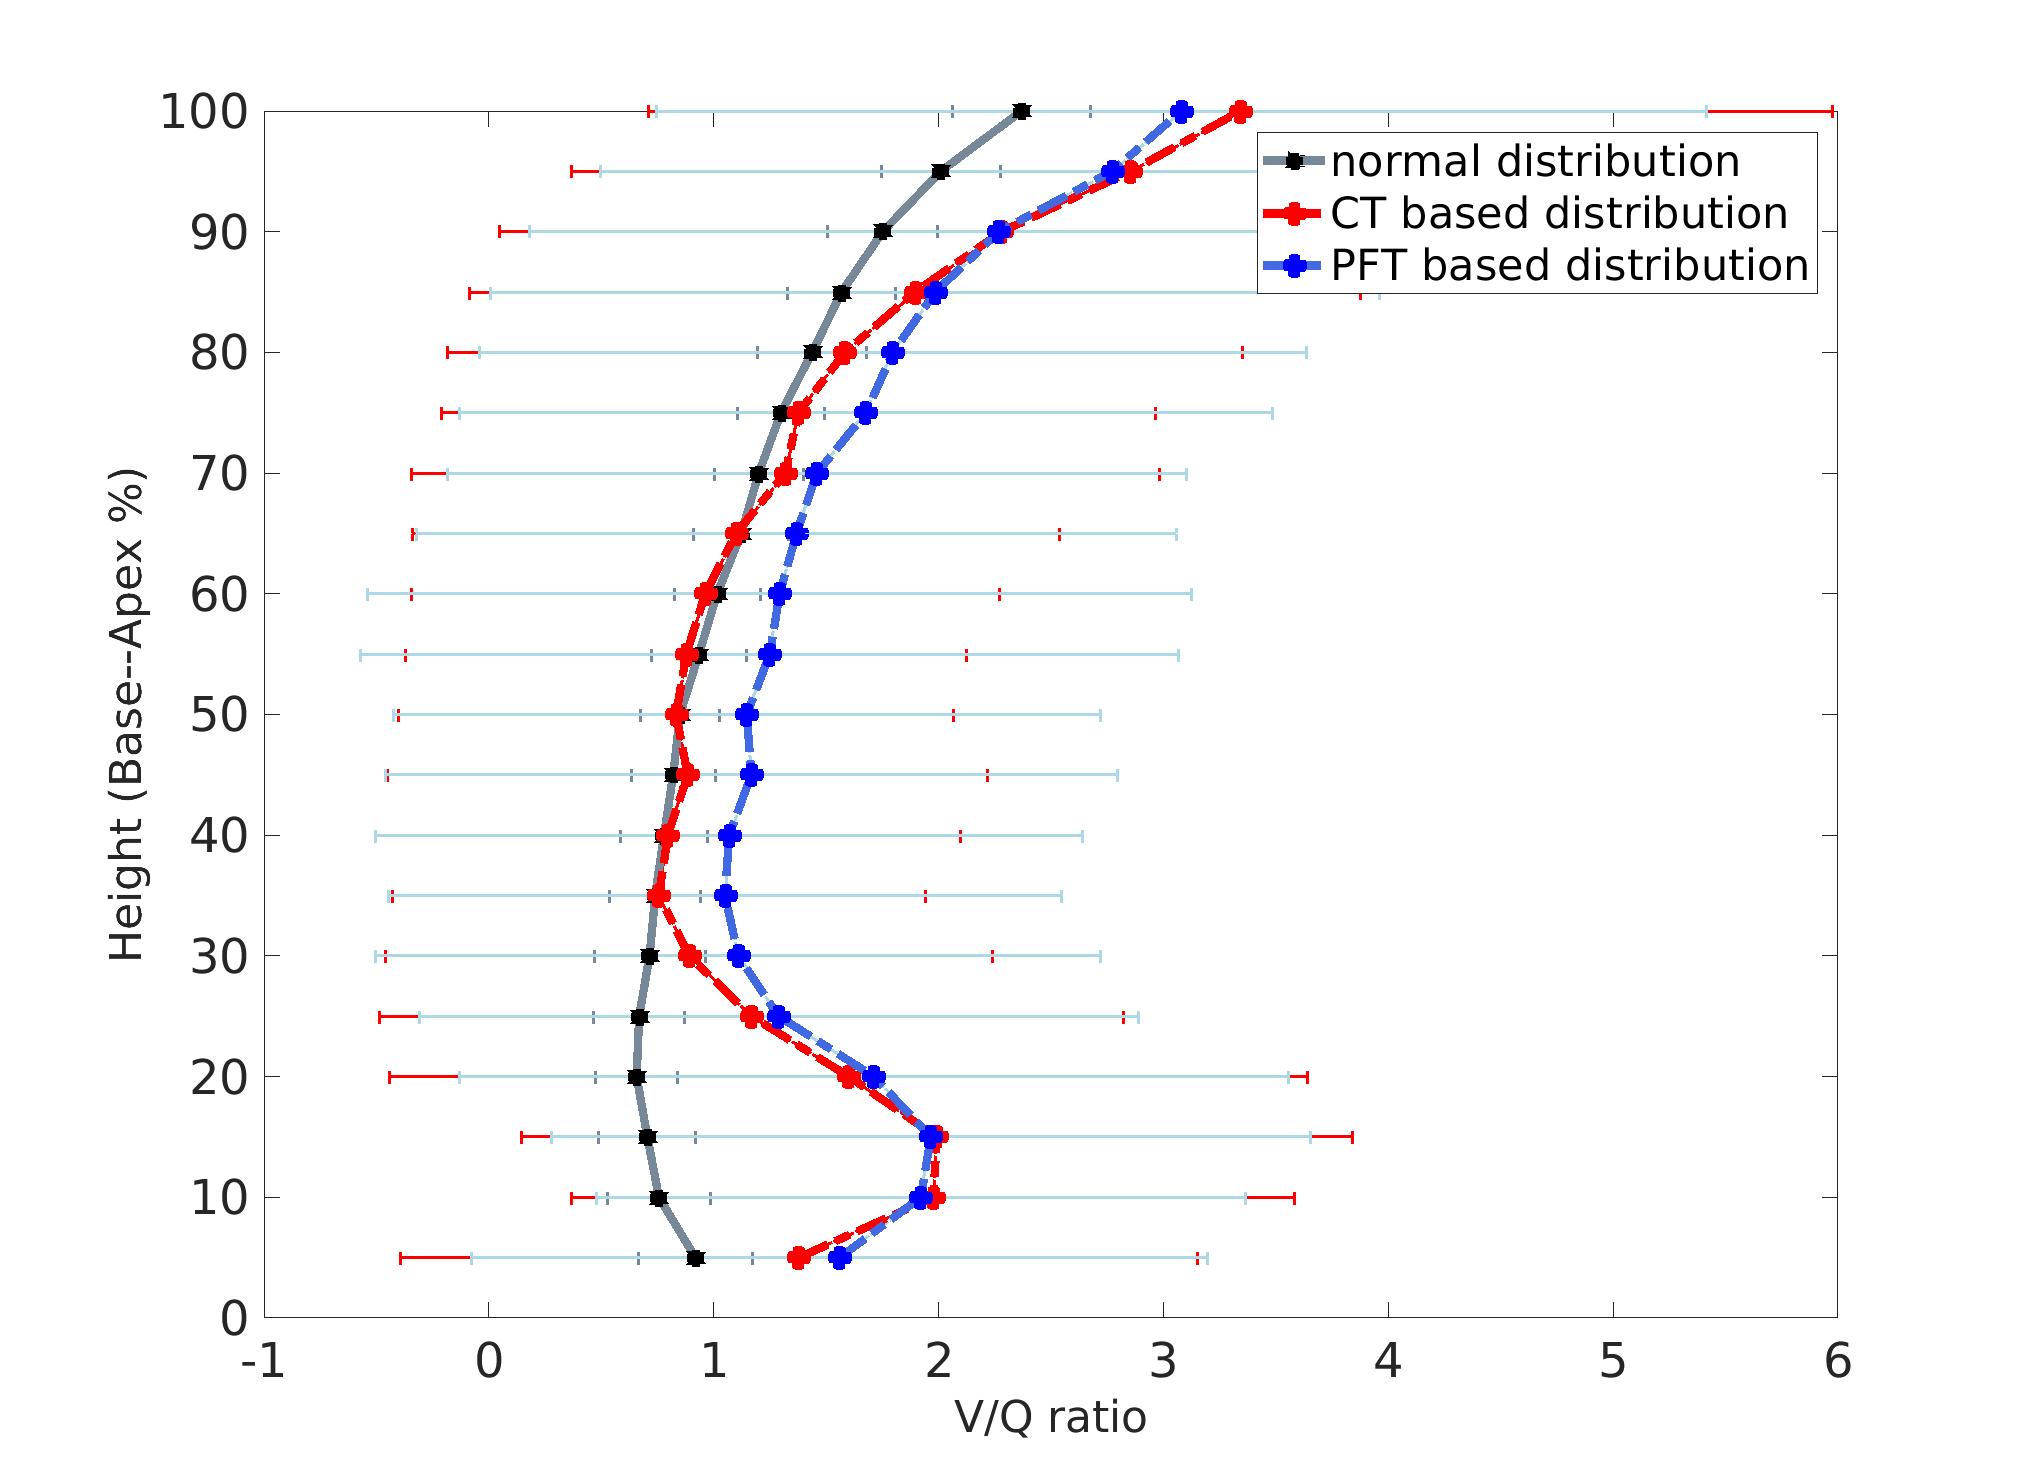 100
90
80
70
60
50
40
30
20
10
0
-1 0 1 2 3 4 5 6
Height (Base--Apex %)
V/Q ratio
normal distribution
CT based distribution
PFT based distribution